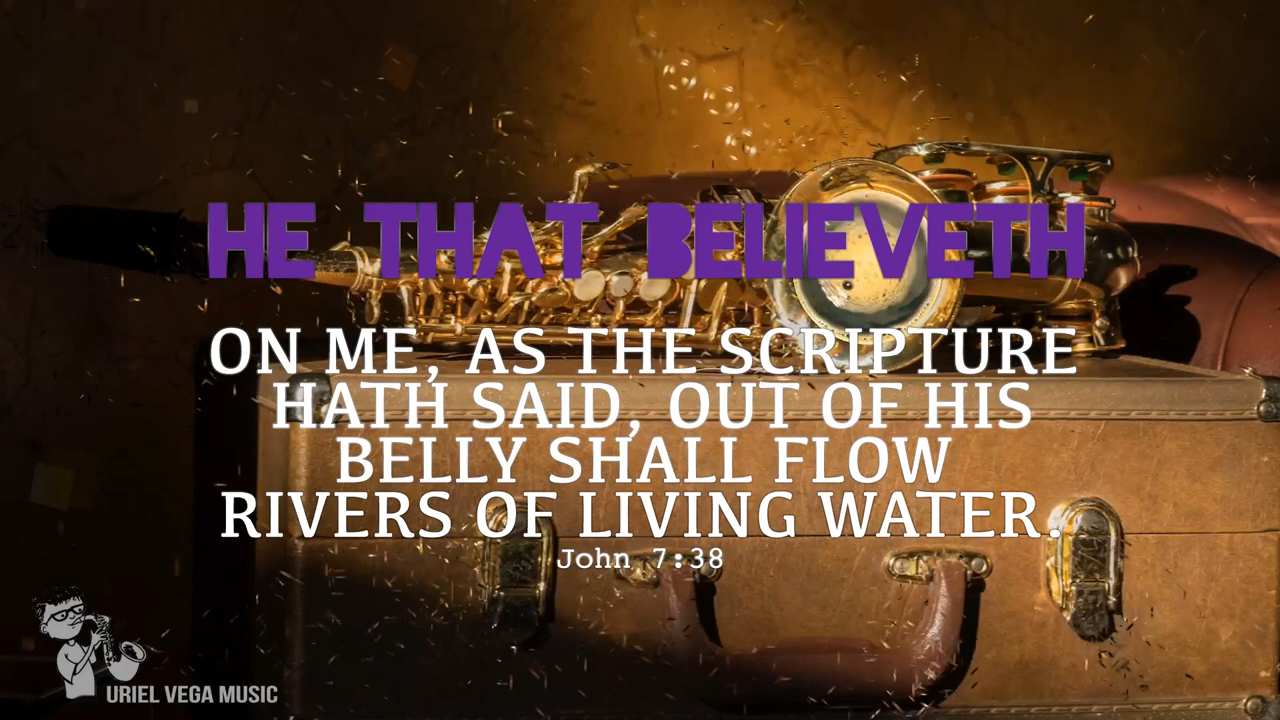 HE THAT BELIEVETH
ON ME, AS THE SCRIPTURE
HATH SAID, OUT OF HIS
BELLY SHALL FLOW
RIVERS OF LIVING WATER.
John 7:38
URIEL VEGA MUSIC